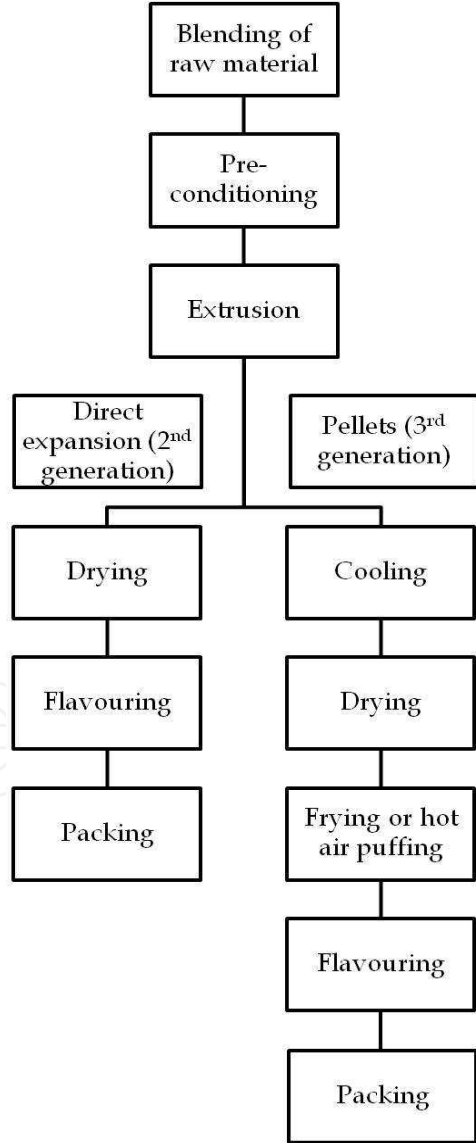 Blending of
raw material
Pre-
conditioning
Extrusion
Direct
expansion (2nd
generation)
Pellets (3rd
generation)
Drying
Flavouring
Packing
Cooling
Drying
Frying or hot
air puffing
Flavouring
Packing